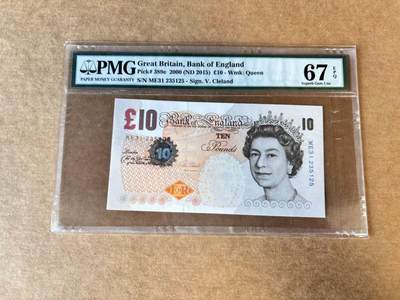 PMG
PAPER MONEY GUARANTY
Great Britain, Bank of England
Pick# 389e 2000 (ND 2015) £10 - Wmk: Queen
S/N ME31 235125 - Sign. V. Cleland
67 EPQ
Superb Gem Unc
£10
Bank of England
10
TEN
Pounds
ME31 235125
10
ME31 235125
E R